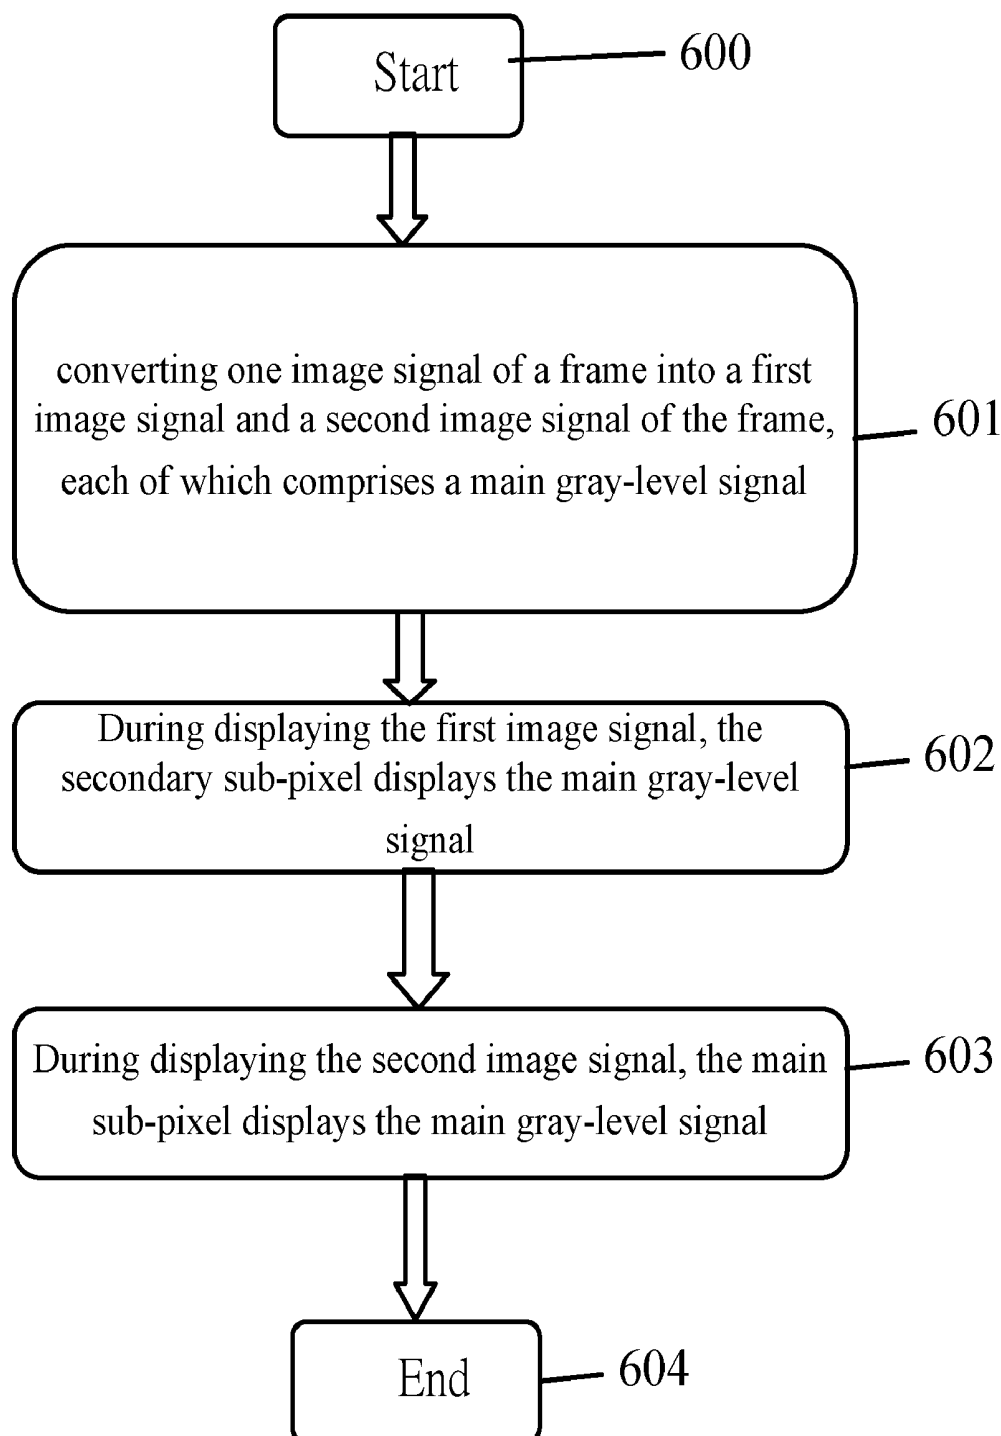 Start
600
converting one image signal of a frame into a first
image signal and a second image signal of the frame,
each of which comprises a main gray-level signal
601
During displaying the first image signal, the
secondary sub-pixel displays the main gray-level
signal
602
During displaying the second image signal, the main
sub-pixel displays the main gray-level signal
603
End
604